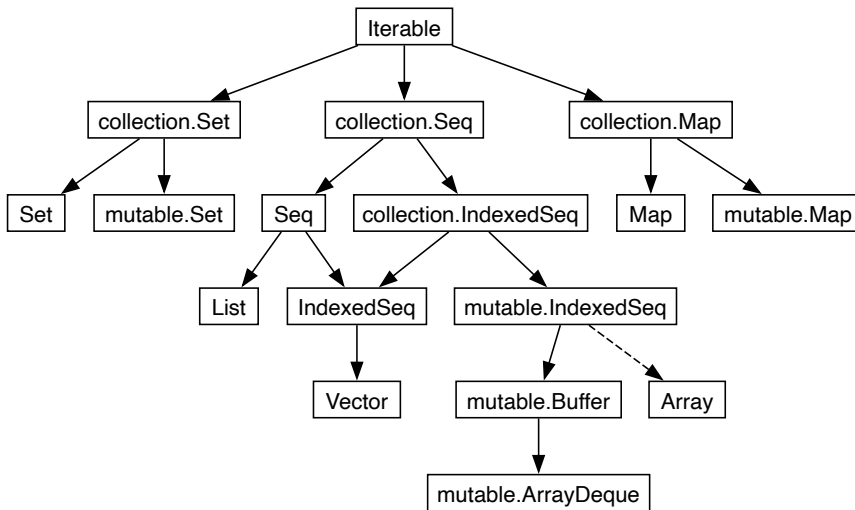 Iterable
collection.Set
collection.Seq
collection.Map
Set
mutable.Set
Seq
collection.IndexedSeq
Map
mutable.Map
List
IndexedSeq
mutable.IndexedSeq
Vector
mutable.Buffer
Array
mutable.ArrayDeque